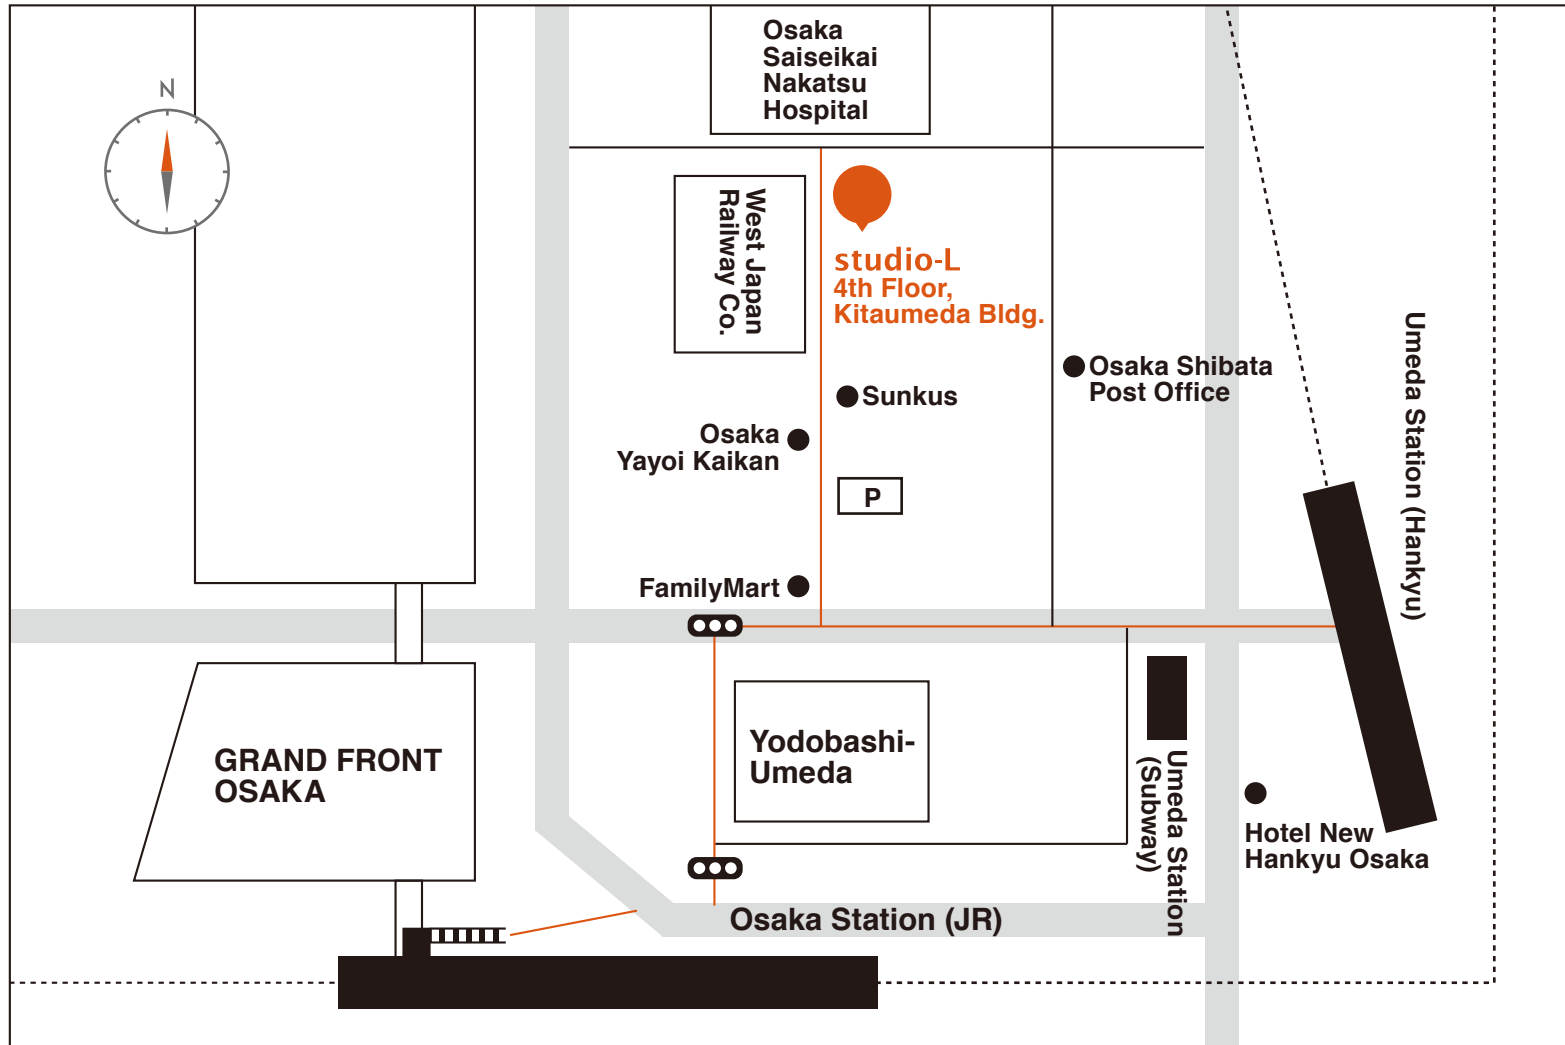 Osaka
Saiseikai
Nakatsu
Hospital
N
West Japan
Railway Co.
studio-L
4th Floor,
Kitaumeda Bldg.
Osaka Shibata
Post Office
Sunkus
Osaka
Yayoi Kaikan
P
Umeda Station (Hankyu)
FamilyMart
GRAND FRONT
OSAKA
Yodobashi-
Umeda
Umeda Station
(Subway)
Hotel New
Hankyu Osaka
Osaka Station (JR)